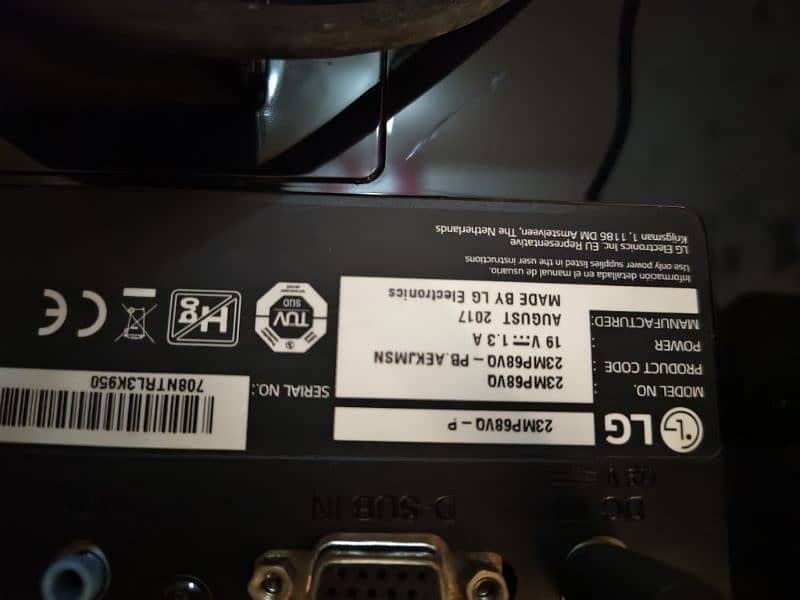 LG 23MP68VQ-P
MODEL NO. : 23MP68VQ
PRODUCT CODE : 23MP68VQ-PB.AEKJMSN
POWER : 19 V 1.3 A
MANUFACTURED: AUGUST 2017
MADE BY LG Electronics
SERIAL NO.:
708NTRL3K950
TÜV
SUD
Hg
CE
Información detallada en el manual de usuario.
Use only power supplies listed in the user instructions
LG Electronics Inc. EU Representative
Krijgsman 1, 1186 DM Amstelveen, The Netherlands
D-SUB IN
DC
19 V